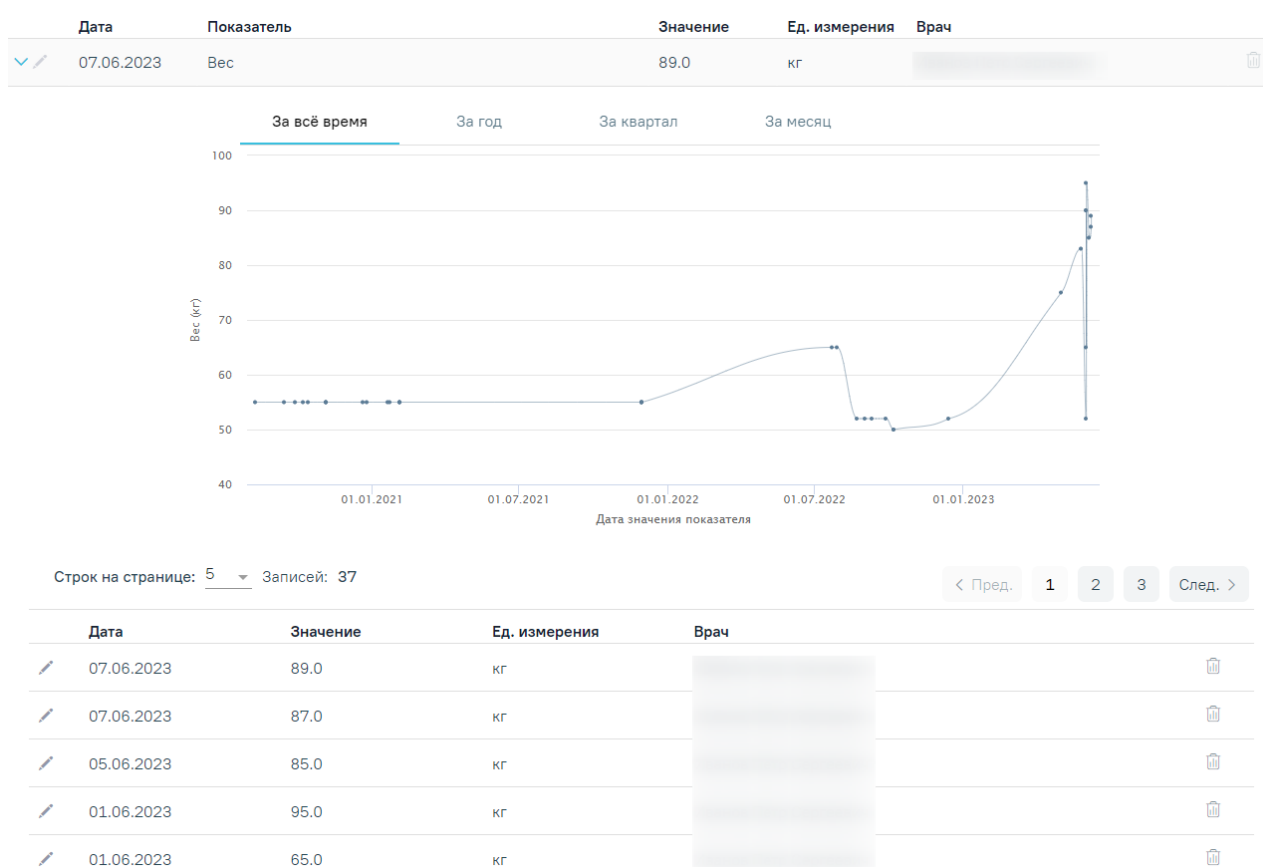 Дата Показатель Значение Ед. измерения Врач
07.06.2023 Вес 89.0 кг
За всё время За год За квартал За месяц
100
90
80
70
60
50
40
Вес (кг)
01.01.2021 01.07.2021 01.01.2022 01.07.2022 01.01.2023
Дата значения показателя
Строк на странице: 5 Записей: 37 < Пред. 1 2 3 След. >
Дата Значение Ед. измерения Врач
07.06.2023 89.0 кг
07.06.2023 87.0 кг
05.06.2023 85.0 кг
01.06.2023 95.0 кг
01.06.2023 65.0 кг